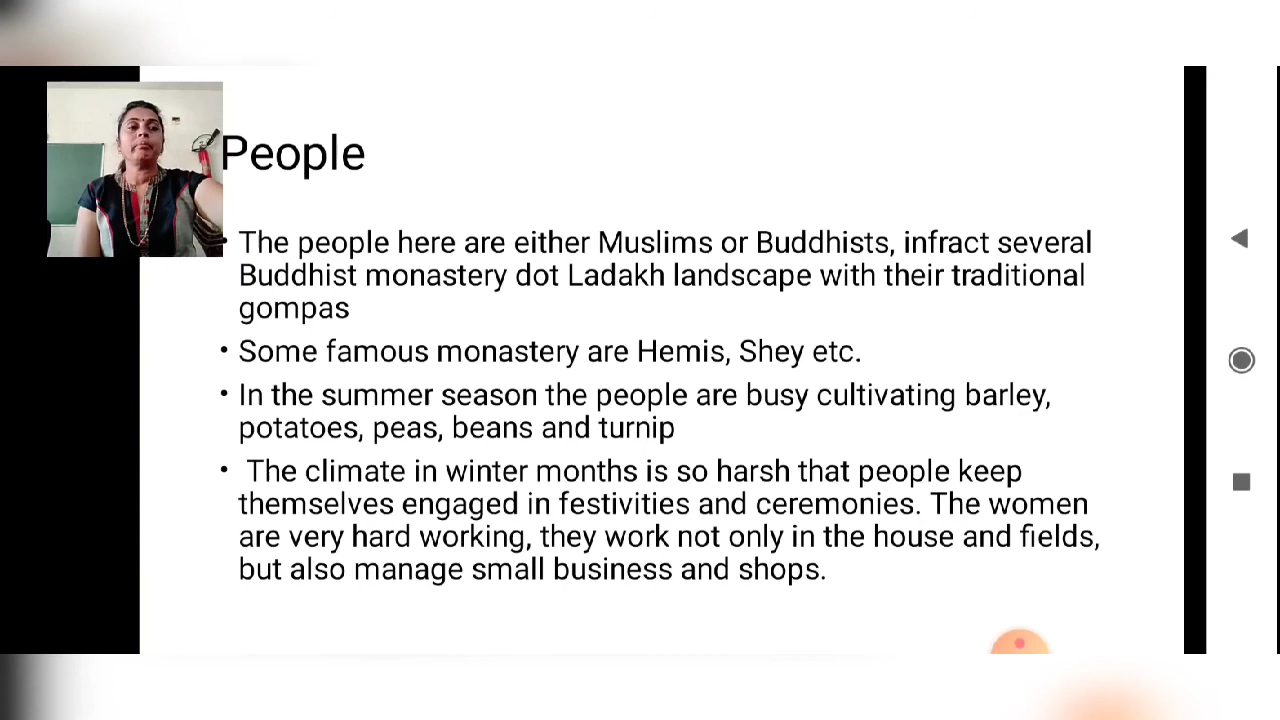 People
• The people here are either Muslims or Buddhists, infract several
Buddhist monastery dot Ladakh landscape with their traditional
gompas
• Some famous monastery are Hemis, Shey etc.
• In the summer season the people are busy cultivating barley,
potatoes, peas, beans and turnip
• The climate in winter months is so harsh that people keep
themselves engaged in festivities and ceremonies. The women
are very hard working, they work not only in the house and fields,
but also manage small business and shops.